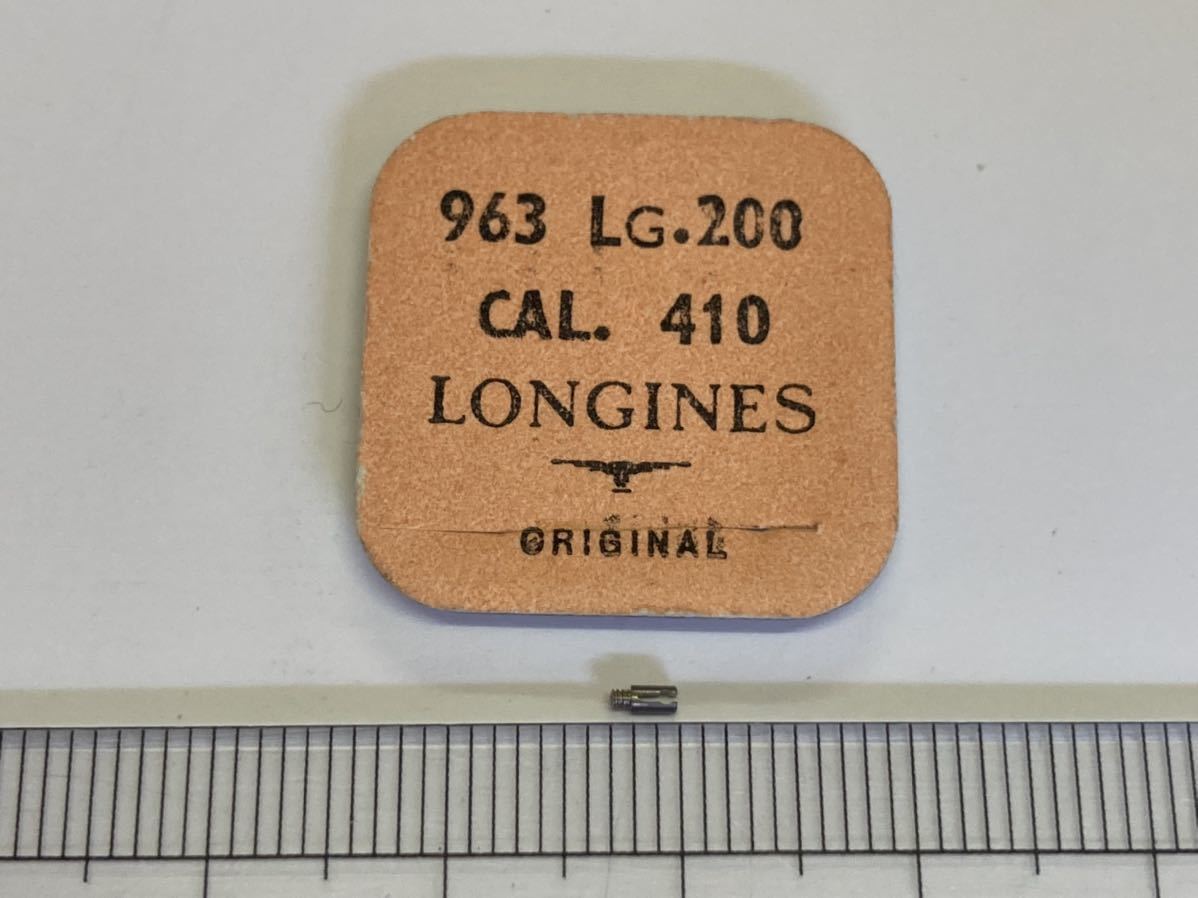 963 LG.200
CAL. 410
LONGINES
ORIGINAL